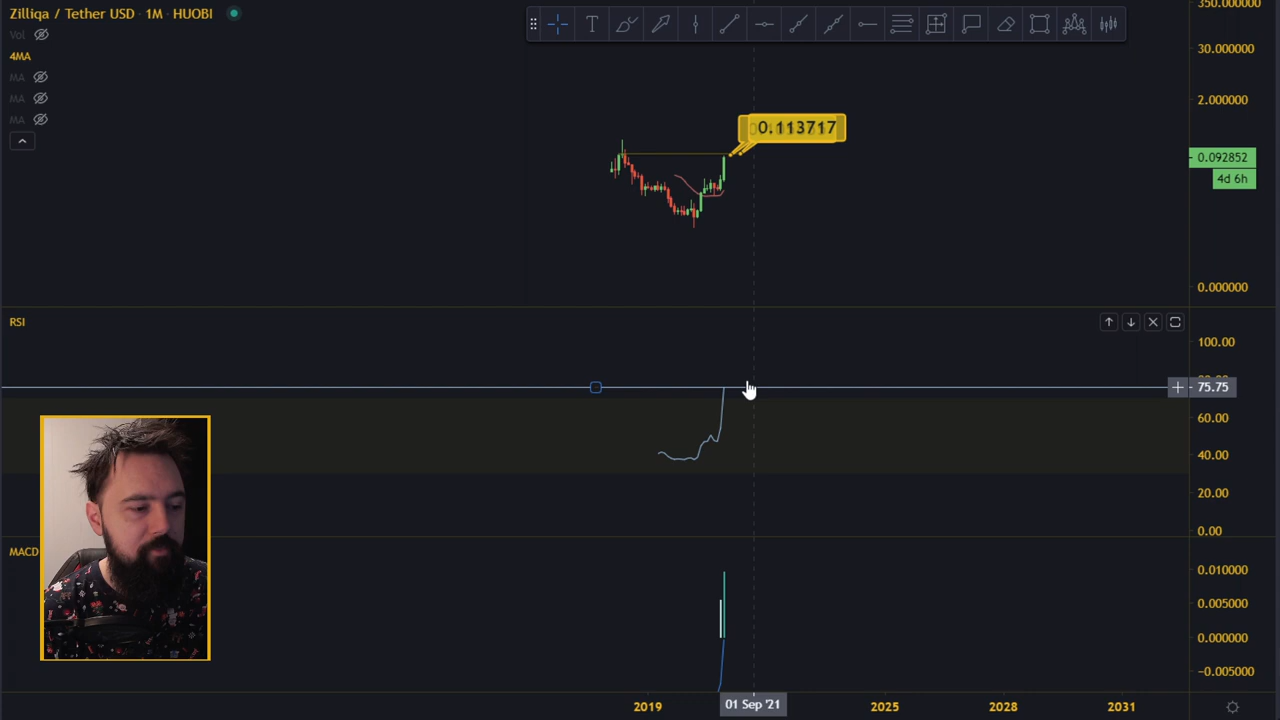 Zilliqa / Tether USD · 1M · HUOBI
Vol
4MA
MA
MA
MA
T
0.113717
350.000000
30.000000
2.000000
0.092852
4d 6h
0.000000
RSI
100.00
75.75
60.00
40.00
20.00
0.00
MACD
0.010000
0.005000
0.000000
-0.005000
2019
01 Sep '21
2025
2028
2031